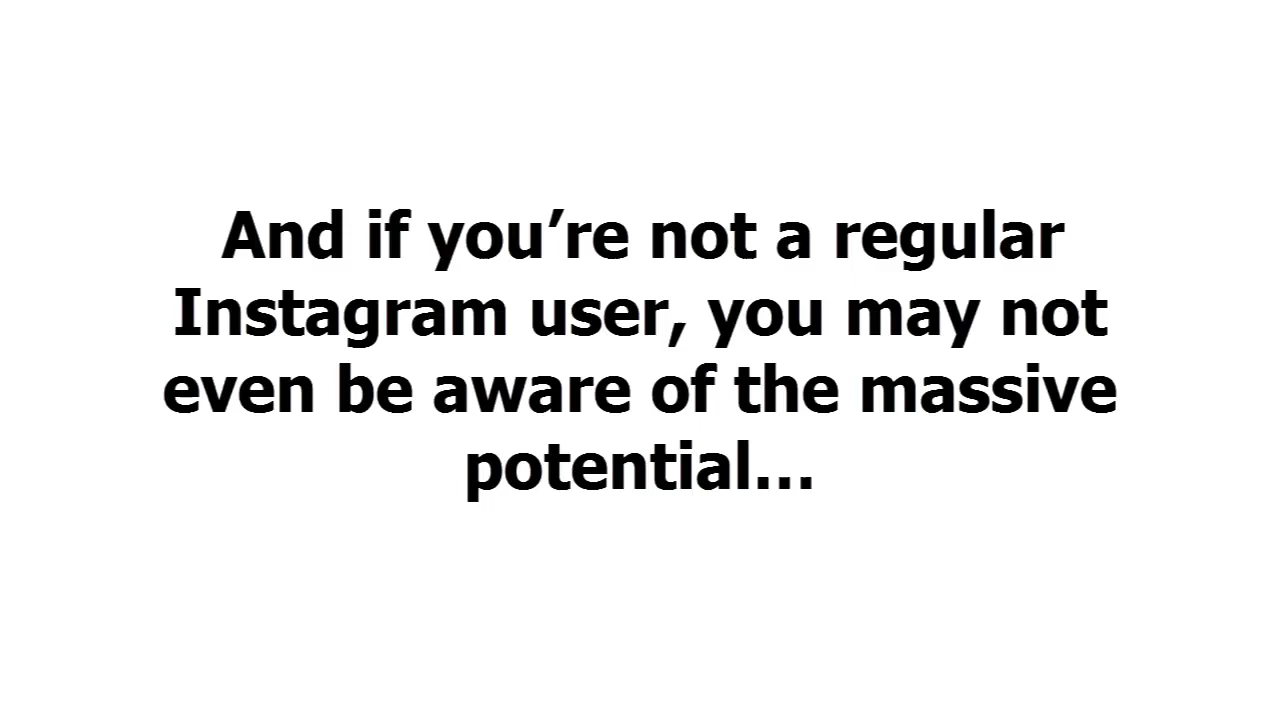 And if you’re not a regular
Instagram user, you may not
even be aware of the massive
potential…